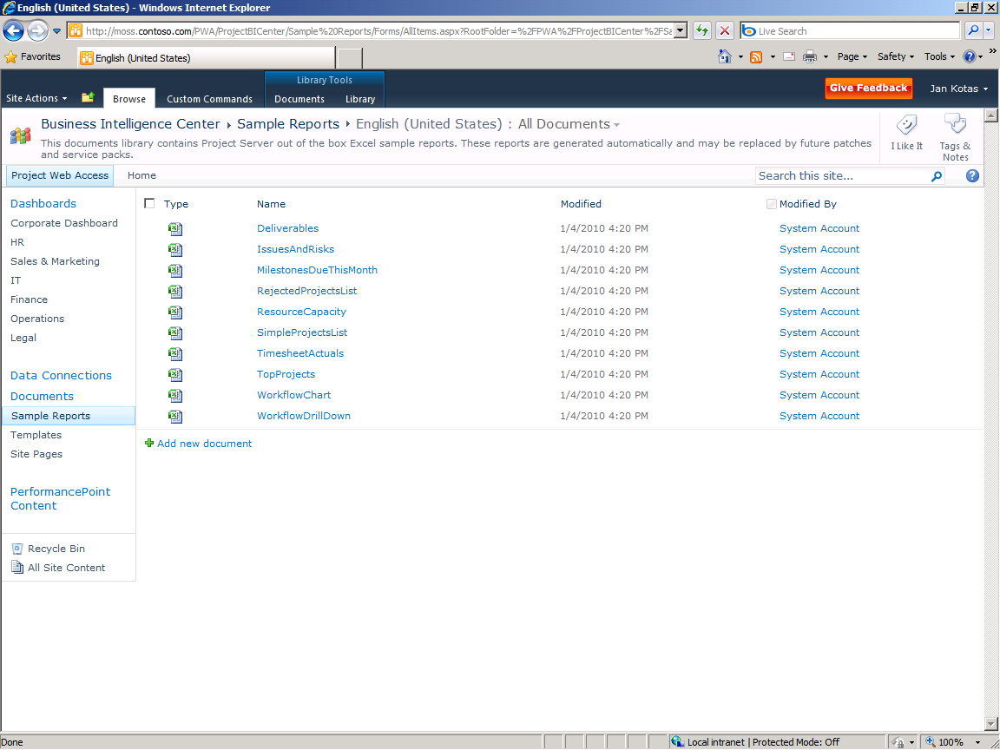 English (United States) - Windows Internet Explorer
http://moss.contoso.com/PWA/ProjectBICenter/Sample%20Reports/Forms/AllItems.aspx?RootFolder=%2FPWA%2FProjectBICenter%2FSa
Live Search
Favorites
English (United States)
Page
Safety
Tools
Library Tools
Site Actions
Browse
Custom Commands
Documents
Library
Give Feedback
Jan Kotas
Business Intelligence Center
Sample Reports
English (United States) : All Documents
This documents library contains Project Server out of the box Excel sample reports. These reports are generated automatically and may be replaced by future patches
and service packs.
I Like It
Tags &
Notes
Project Web Access
Home
Search this site...
Dashboards
Corporate Dashboard
HR
Sales & Marketing
IT
Finance
Operations
Legal
Data Connections
Documents
Sample Reports
Templates
Site Pages
PerformancePoint
Content
Recycle Bin
All Site Content
Type Name Modified Modified By
Deliverables 1/4/2010 4:20 PM System Account
IssuesAndRisks 1/4/2010 4:20 PM System Account
MilestonesDueThisMonth 1/4/2010 4:20 PM System Account
RejectedProjectsList 1/4/2010 4:20 PM System Account
ResourceCapacity 1/4/2010 4:20 PM System Account
SimpleProjectsList 1/4/2010 4:20 PM System Account
TimesheetActuals 1/4/2010 4:20 PM System Account
TopProjects 1/4/2010 4:20 PM System Account
WorkflowChart 1/4/2010 4:20 PM System Account
WorkflowDrillDown 1/4/2010 4:20 PM System Account
Add new document
Done
Local intranet | Protected Mode: Off
100%